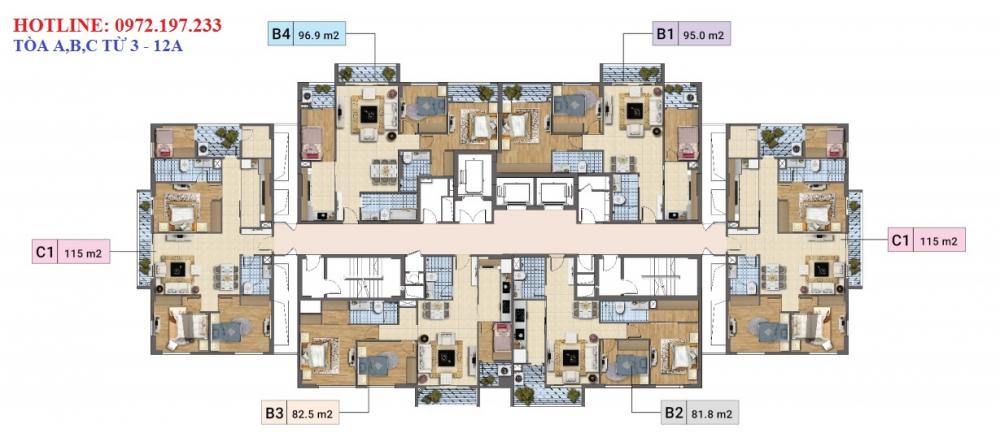 HOTLINE: 0972.197.233
TÒA A,B,C TỪ 3 - 12A
B4 96.9 m2
B1 95.0 m2
C1 115 m2
C1 115 m2
B3 82.5 m2
B2 81.8 m2